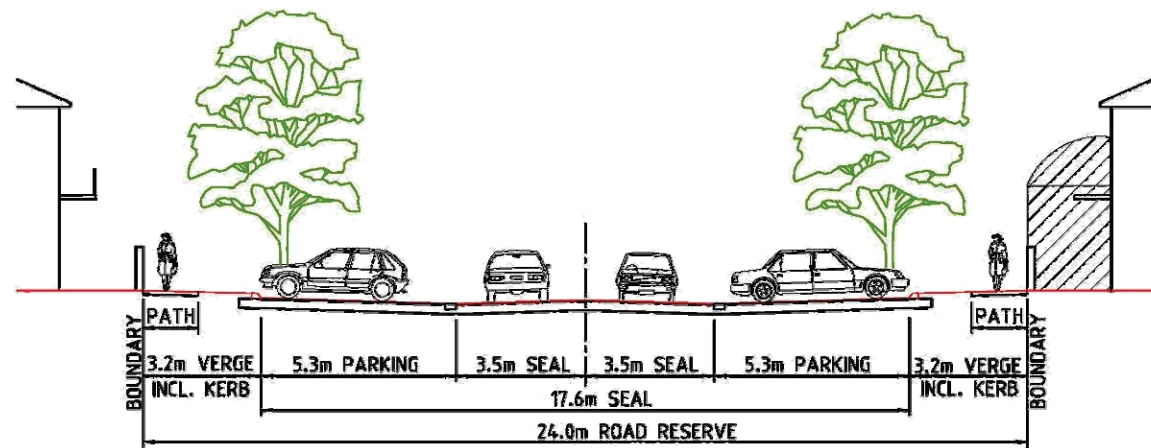 PATH
PATH
BOUNDARY
3.2m VERGE
INCL. KERB
5.3m PARKING
3.5m SEAL
3.5m SEAL
5.3m PARKING
3.2m VERGE
INCL. KERB
BOUNDARY
17.6m SEAL
24.0m ROAD RESERVE